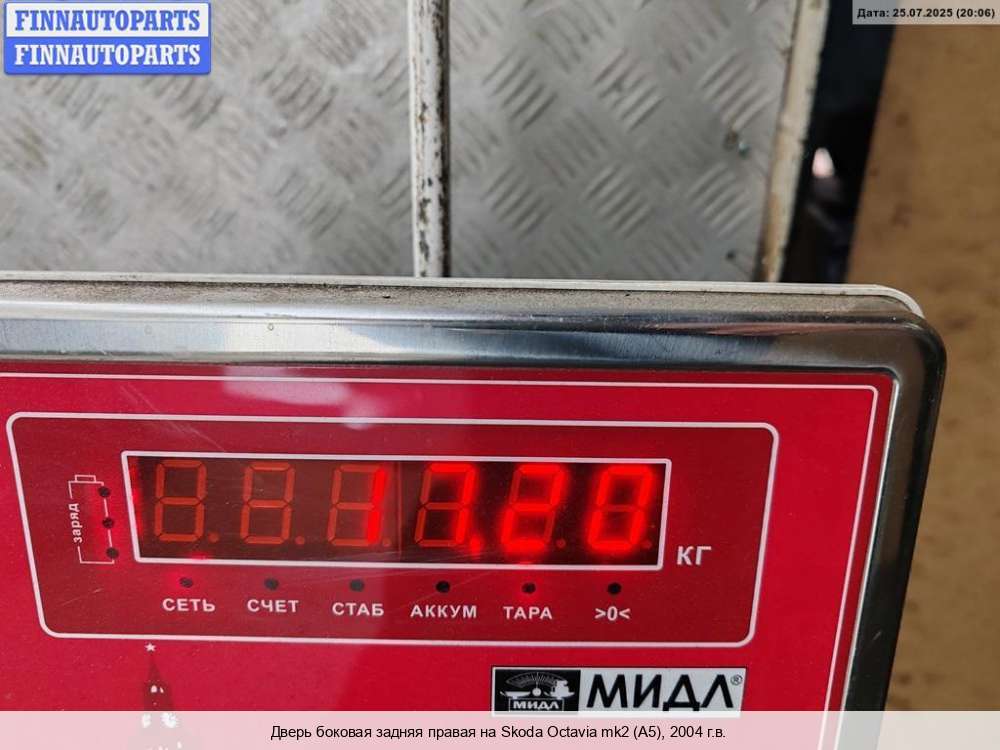 FINNAUTOPARTS
FINNAUTOPARTS
Дата: 25.07.2025 (20:06)
заряд
17.20
КГ
СЕТЬ СЧЕТ СТАБ АККУМ ТАРА >0<
МИДЛ
МИДЛ®
Дверь боковая задняя правая на Skoda Octavia mk2 (A5), 2004 г.в.